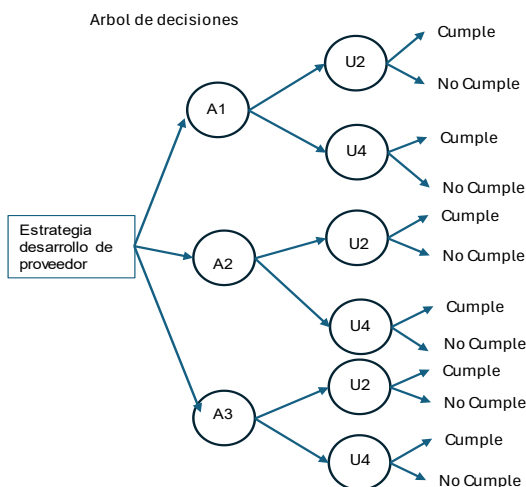 Arbol de decisiones
Cumple
U2
No Cumple
A1
Cumple
U4
No Cumple
Estrategia
desarrollo de
proveedor
Cumple
U2
No Cumple
A2
Cumple
U4
No Cumple
Cumple
U2
No Cumple
A3
Cumple
U4
No Cumple